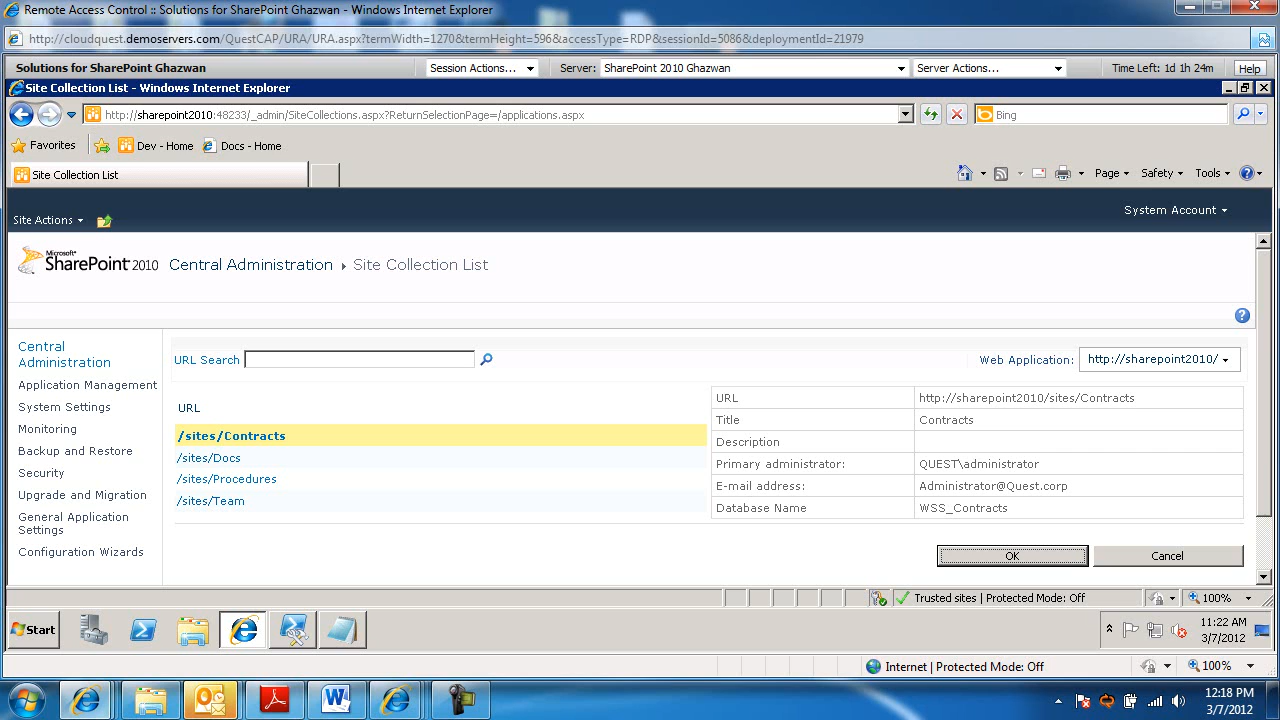 Remote Access Control :: Solutions for SharePoint Ghazwan - Windows Internet Explorer
http://cloudquest.demoservers.com/QuestCAP/URA/URA.aspx?termWidth=1270&termHeight=596&accessType=RDP&sessionId=5086&deploymentId=21979
Solutions for SharePoint Ghazwan Session Actions... Server: SharePoint 2010 Ghazwan Server Actions... Time Left: 1d 1h 24m Help
Site Collection List - Windows Internet Explorer
http://sharepoint2010:48233/_admin/SiteCollections.aspx?ReturnSelectionPage=/applications.aspx Bing
Favorites Dev - Home Docs - Home
Site Collection List Page Safety Tools
System Account
Site Actions
Microsoft SharePoint 2010 Central Administration Site Collection List
Central Administration
Application Management
System Settings
Monitoring
Backup and Restore
Security
Upgrade and Migration
General Application Settings
Configuration Wizards
URL Search Web Application: http://sharepoint2010/
URL
/sites/Contracts
/sites/Docs
/sites/Procedures
/sites/Team
URL http://sharepoint2010/sites/Contracts
Title Contracts
Description
Primary administrator: QUEST\administrator
E-mail address: Administrator@Quest.corp
Database Name WSS_Contracts
OK Cancel
Trusted sites | Protected Mode: Off 100%
Start 11:22 AM
3/7/2012
Internet | Protected Mode: Off 100%
12:18 PM
3/7/2012